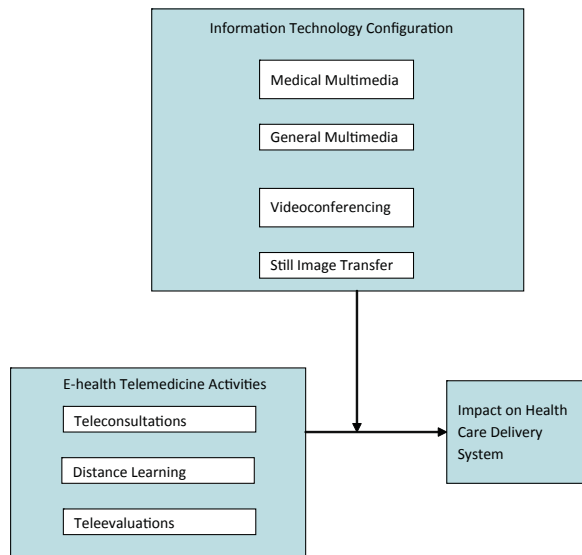 Information Technology Configuration
Medical Multimedia
General Multimedia
Videoconferencing
Still Image Transfer
E-health Telemedicine Activities
Teleconsultations
Distance Learning
Teleevaluations
Impact on Health
Care Delivery
System